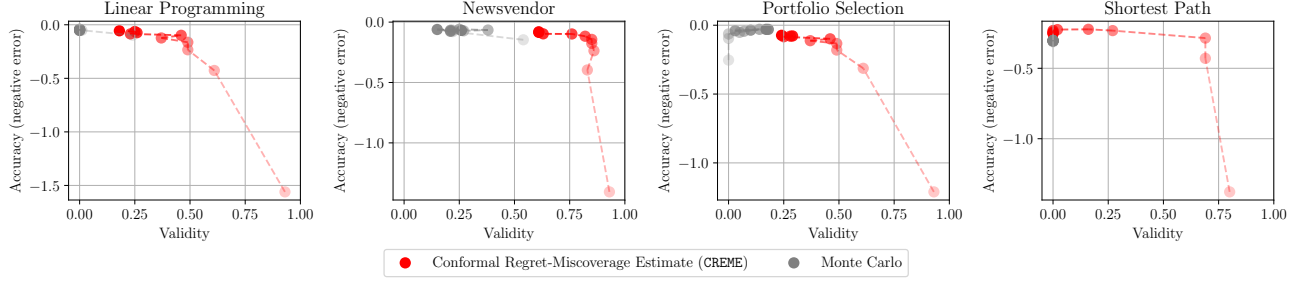 Linear Programming
Newsvendor
Portfolio Selection
Shortest Path
Accuracy (negative error)
0.0
−0.5
−1.0
−1.5
0.00 0.25 0.50 0.75 1.00
Validity
Accuracy (negative error)
0.0
−0.5
−1.0
0.00 0.25 0.50 0.75 1.00
Validity
Accuracy (negative error)
0.0
−0.5
−1.0
0.00 0.25 0.50 0.75 1.00
Validity
Accuracy (negative error)
−0.5
−1.0
0.00 0.25 0.50 0.75 1.00
Validity
Conformal Regret-Miscoverage Estimate (CREME)
Monte Carlo